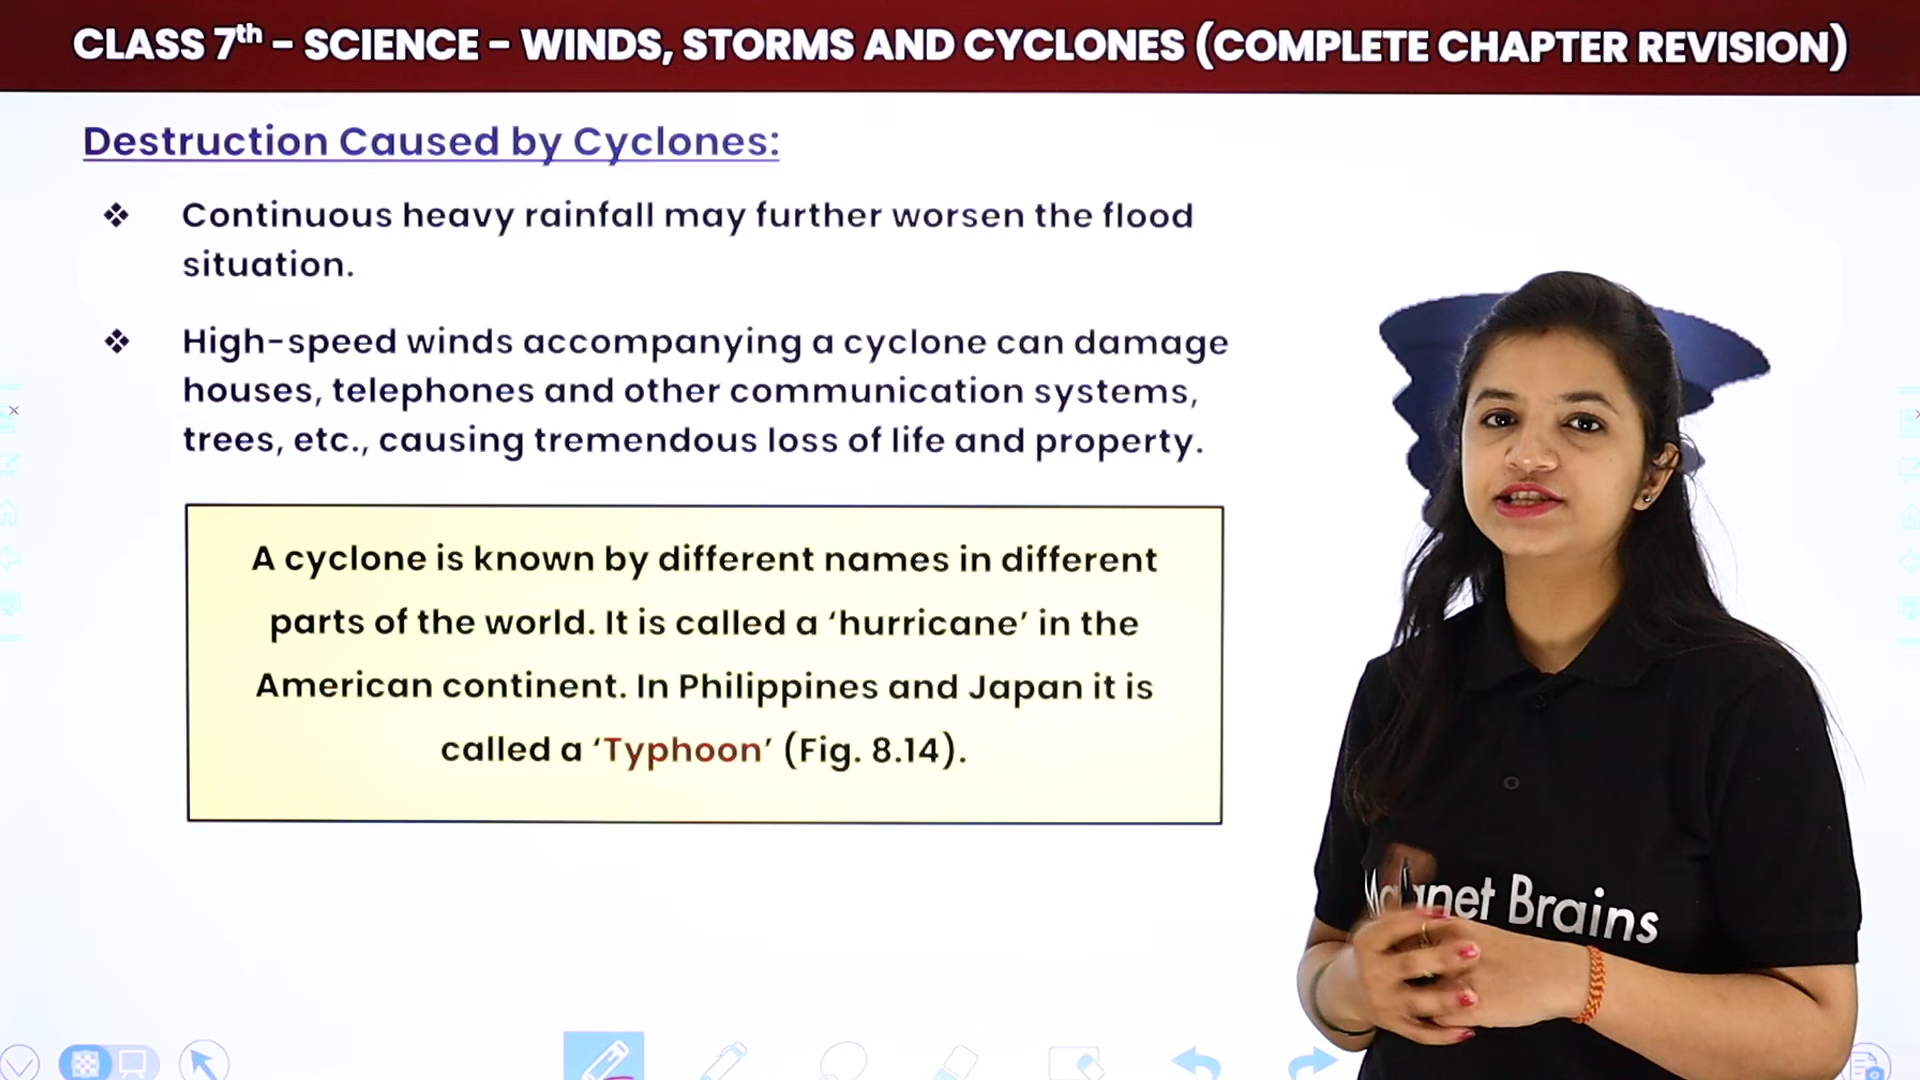 CLASS 7th – SCIENCE – WINDS, STORMS AND CYCLONES (COMPLETE CHAPTER REVISION)
Destruction Caused by Cyclones:
❖ Continuous heavy rainfall may further worsen the flood
situation.
❖ High-speed winds accompanying a cyclone can damage
houses, telephones and other communication systems,
trees, etc., causing tremendous loss of life and property.
A cyclone is known by different names in different
parts of the world. It is called a ‘hurricane’ in the
American continent. In Philippines and Japan it is
called a ‘Typhoon’ (Fig. 8.14).
Magnet Brains